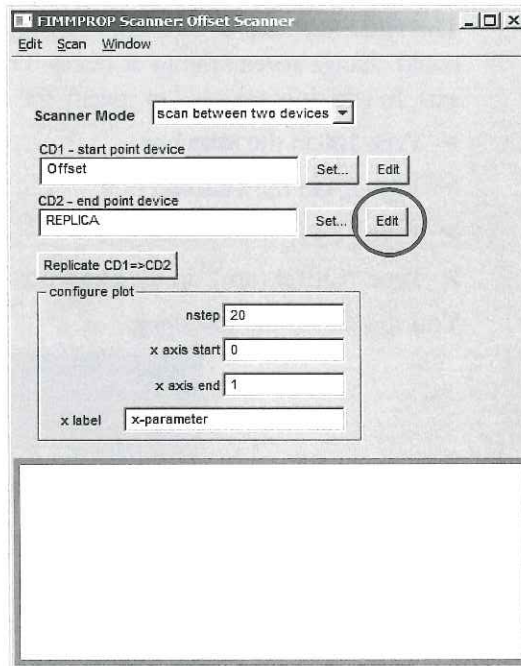 FIMMPROP Scanner: Offset Scanner
Edit Scan Window
Scanner Mode scan between two devices
CD1 - start point device
Offset Set... Edit
CD2 - end point device
REPLICA Set... Edit
Replicate CD1=>CD2
configure plot
nstep 20
x axis start 0
x axis end 1
x label x-parameter